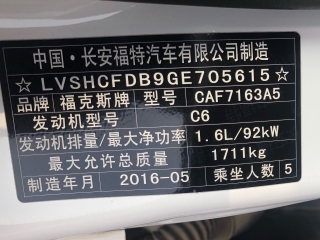 中国·长安福特汽车有限公司制造
☆LVSHCFDB9GE705615☆
品牌 福克斯牌 型号 CAF7163A5
发动机型号 C6
发动机排量/最大净功率 1.6L/92kW
最大允许总质量 1711kg
制造年月 2016-05 乘坐人数 5